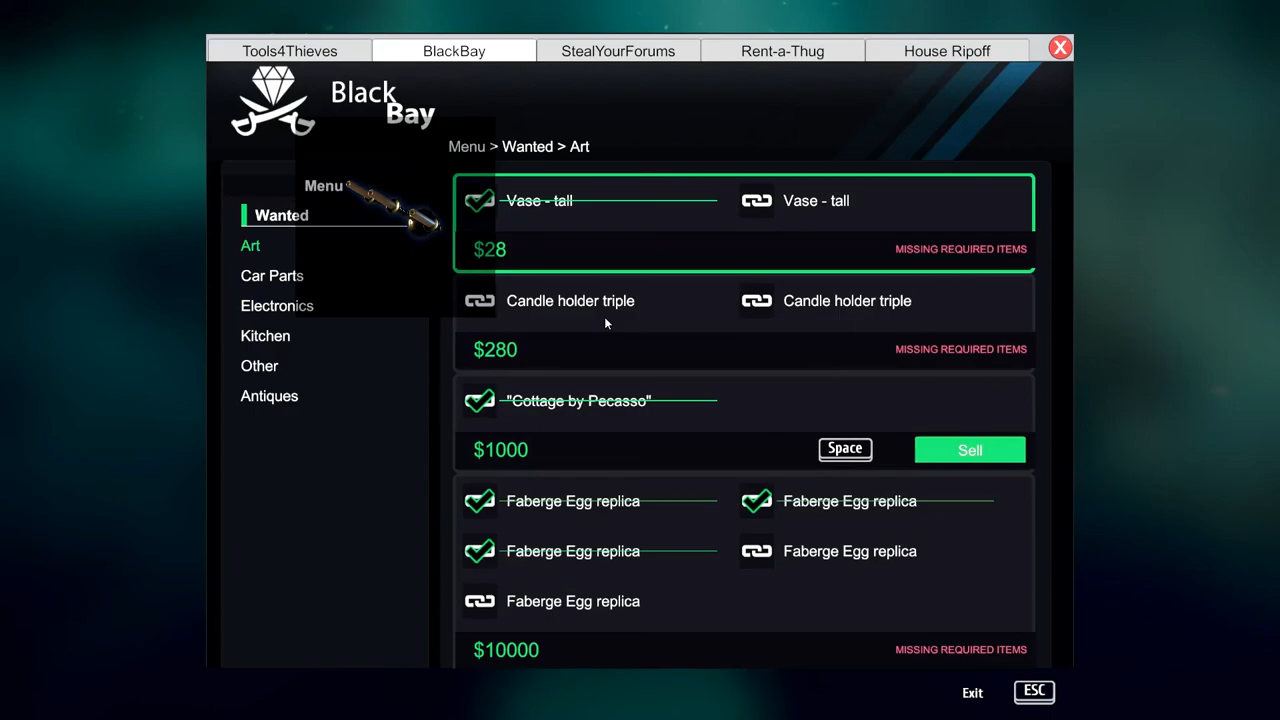 Tools4Thieves
BlackBay
StealYourForums
Rent-a-Thug
House Ripoff
X
Black
Bay
Menu > Wanted > Art
Menu
Wanted
Art
Car Parts
Electronics
Kitchen
Other
Antiques
Vase - tall
Vase - tall
$28
MISSING REQUIRED ITEMS
Candle holder triple
Candle holder triple
$280
MISSING REQUIRED ITEMS
"Cottage by Pecasso"
$1000
Space
Sell
Faberge Egg replica
Faberge Egg replica
Faberge Egg replica
Faberge Egg replica
Faberge Egg replica
$10000
MISSING REQUIRED ITEMS
Exit
ESC